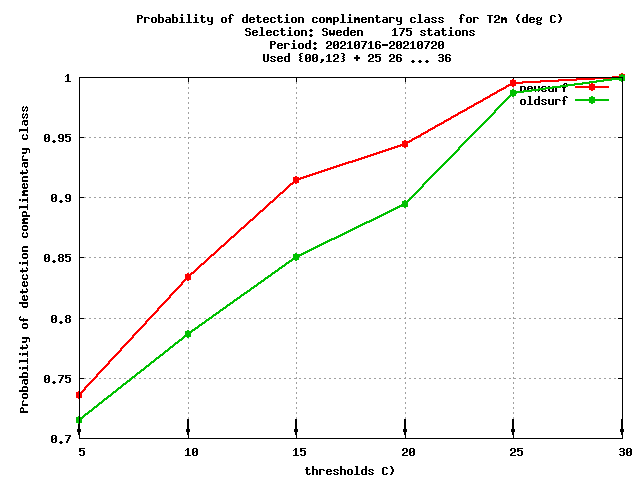 Probability of detection complimentary class  for T2m (deg C)
Selection: Sweden    175 stations
Period: 20210716-20210720
Used {00,12} + 25 26 ... 36
Probability of detection complimentary class
1
0.95
0.9
0.85
0.8
0.75
0.7
newsurf
oldsurf
5 10 15 20 25 30
thresholds C)